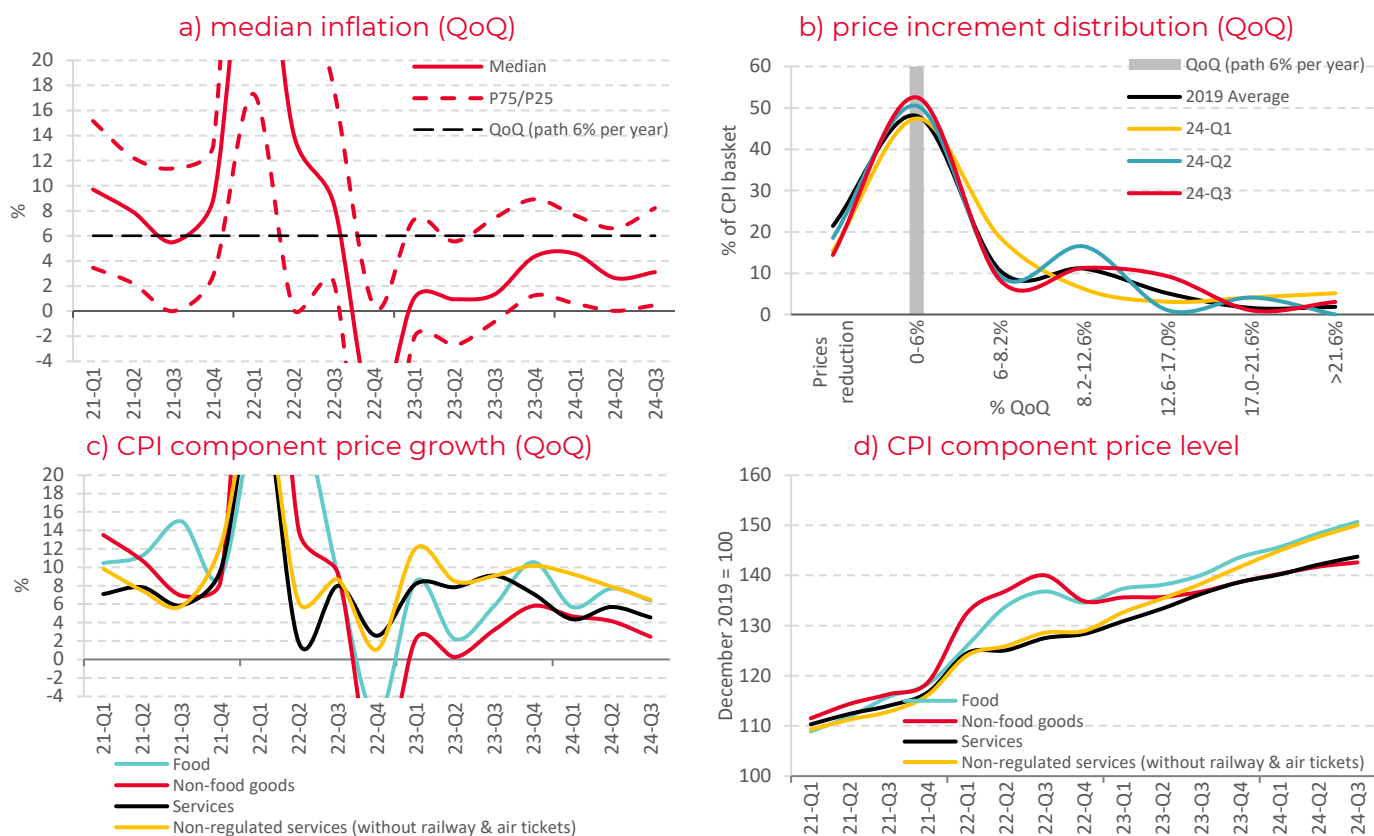 a) median inflation (QoQ)
20
18
16
14
12
10
8
6
4
2
0
-2
-4
%
Median
P75/P25
QoQ (path 6% per year)
21-Q1
21-Q2
21-Q3
21-Q4
22-Q1
22-Q2
22-Q3
22-Q4
23-Q1
23-Q2
23-Q3
23-Q4
24-Q1
24-Q2
24-Q3
b) price increment distribution (QoQ)
60
50
40
30
20
10
0
% of CPI basket
QoQ (path 6% per year)
2019 Average
24-Q1
24-Q2
24-Q3
Prices
reduction
0-6%
6-8.2%
8.2-12.6%
12.6-17.0%
17.0-21.6%
>21.6%
% QoQ
c) CPI component price growth (QoQ)
20
18
16
14
12
10
8
6
4
2
0
-2
-4
%
21-Q1
21-Q2
21-Q3
21-Q4
22-Q1
22-Q2
22-Q3
22-Q4
23-Q1
23-Q2
23-Q3
23-Q4
24-Q1
24-Q2
24-Q3
Food
Non-food goods
Services
Non-regulated services (without railway & air tickets)
d) CPI component price level
160
150
140
130
120
110
100
December 2019 = 100
Food
Non-food goods
Services
Non-regulated services (without railway & air tickets)
21-Q1
21-Q2
21-Q3
21-Q4
22-Q1
22-Q2
22-Q3
22-Q4
23-Q1
23-Q2
23-Q3
23-Q4
24-Q1
24-Q2
24-Q3